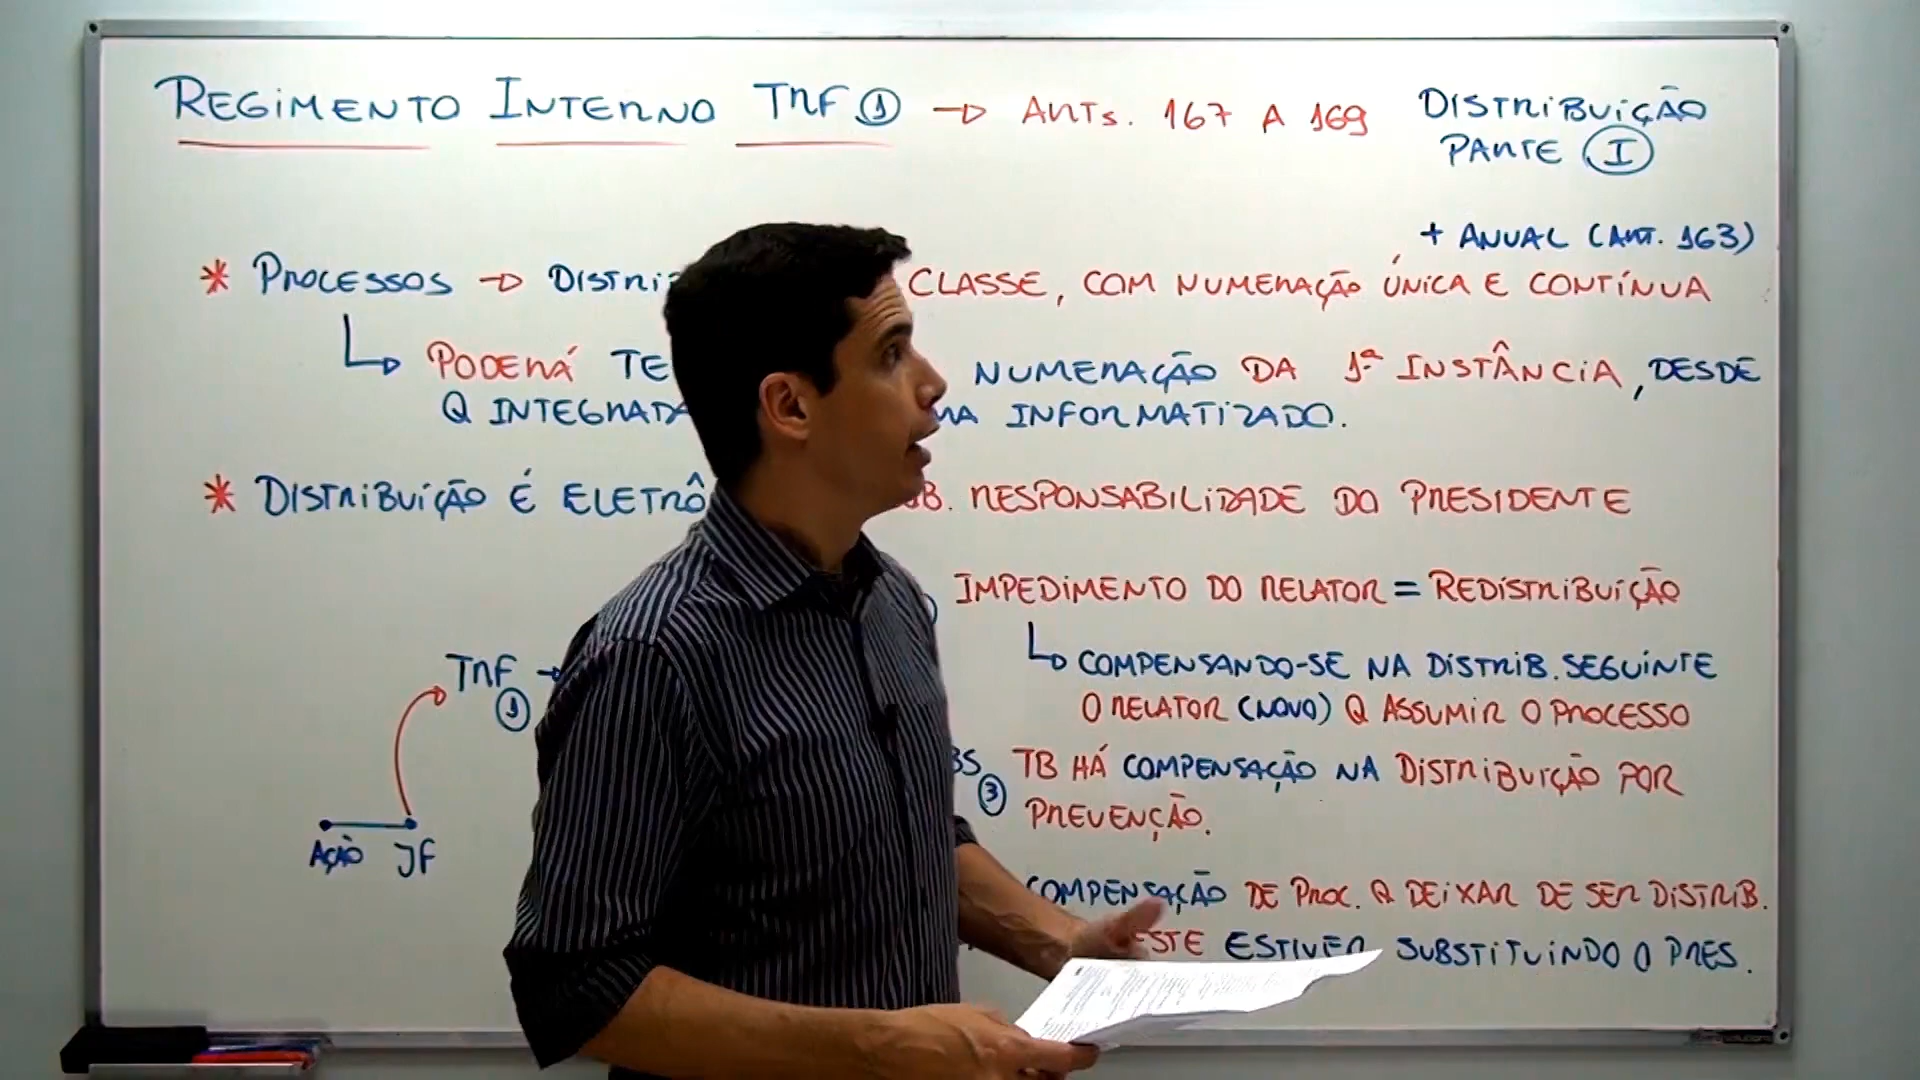 REGIMENTO INTERNO TRF 1 → ARTS. 167 A 169 DISTRIBUIÇÃO
PARTE I
+ ANUAL (ART. 163)
* PROCESSOS → DISTRI CLASSE, COM NUMERAÇÃO ÚNICA E CONTÍNUA
PODERÁ TE NUMERAÇÃO DA 1ª INSTÂNCIA, DESDE
Q INTEGRADA MA INFORMATIZADO.
* DISTRIBUIÇÃO É ELETRÔ B. RESPONSABILIDADE DO PRESIDENTE
IMPEDIMENTO DO RELATOR = REDISTRIBUIÇÃO
COMPENSANDO-SE NA DISTRIB. SEGUINTE
O RELATOR (NOVO) Q ASSUMIR O PROCESSO
TRF 1 →
BS 3 TB HÁ COMPENSAÇÃO NA DISTRIBUIÇÃO POR
PREVENÇÃO.
AÇÃO JF
COMPENSAÇÃO DE PROC. Q DEIXAR DE SER DISTRIB.
ESTE ESTIVER SUBSTITUINDO O PRES.